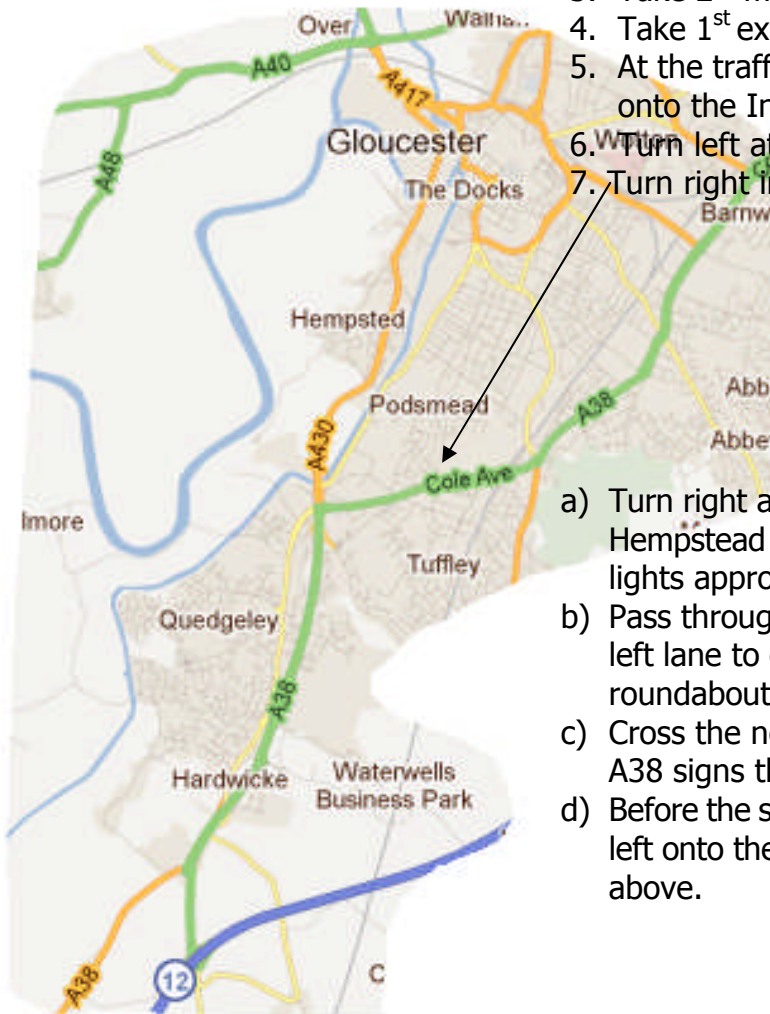 4. Take 1st ex
5. At the traff
onto the In
6. Turn left at
7. Turn right i
Over
A40
A417
A48
Gloucester
Wotton
The Docks
Barnw
Hempsted
Podsmead
A38
Abb
Abbe
A430
Cole Ave
lmore
Tuffley
Quedgeley
A38
Hardwicke
Waterwells
Business Park
A38
12
C
a) Turn right a
Hempstead
lights appro
b) Pass throug
left lane to
roundabout
c) Cross the ne
A38 signs th
d) Before the s
left onto the
above.